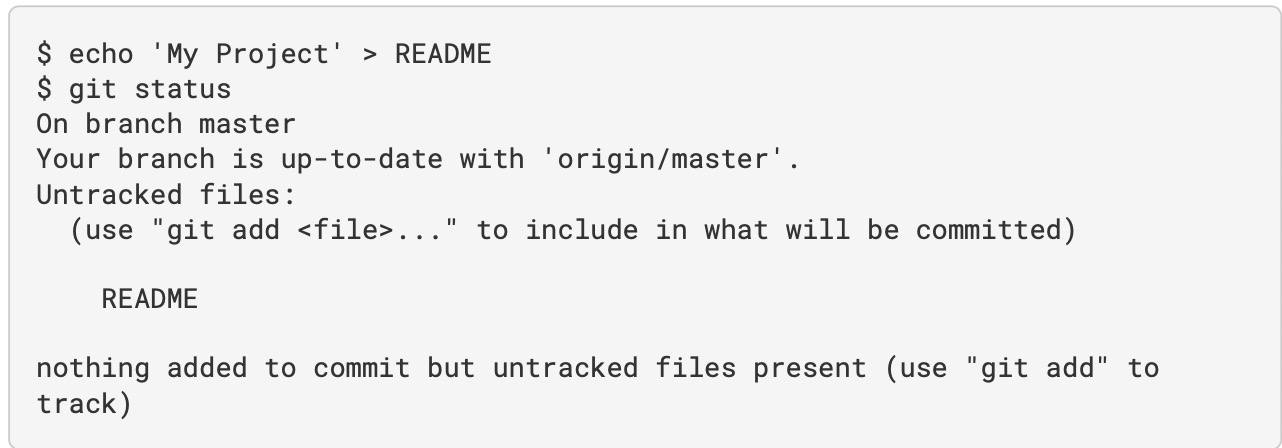 $ echo 'My Project' > README
$ git status
On branch master
Your branch is up-to-date with 'origin/master'.
Untracked files:
  (use "git add <file>..." to include in what will be committed)

    README

nothing added to commit but untracked files present (use "git add" to
track)